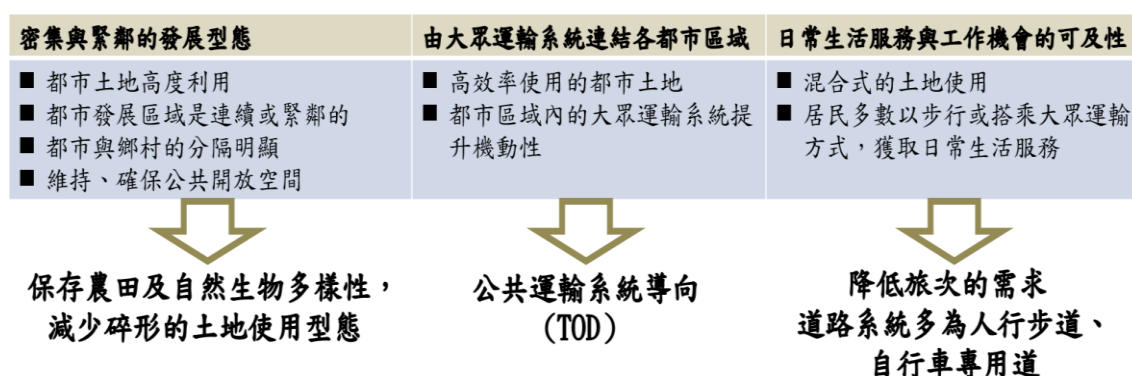 密集與緊鄰的發展型態
■ 都市土地高度利用
■ 都市發展區域是連續或緊鄰的
■ 都市與鄉村的分隔明顯
■ 維持、確保公共開放空間
保存農田及自然生物多樣性，
減少碎形的土地使用型態
由大眾運輸系統連結各都市區域
■ 高效率使用的都市土地
■ 都市區域內的大眾運輸系統提
升機動性
公共運輸系統導向
(TOD)
日常生活服務與工作機會的可及性
■ 混合式的土地使用
■ 居民多數以步行或搭乘大眾運輸
方式，獲取日常生活服務
降低旅次的需求
道路系統多為人行步道、
自行車專用道